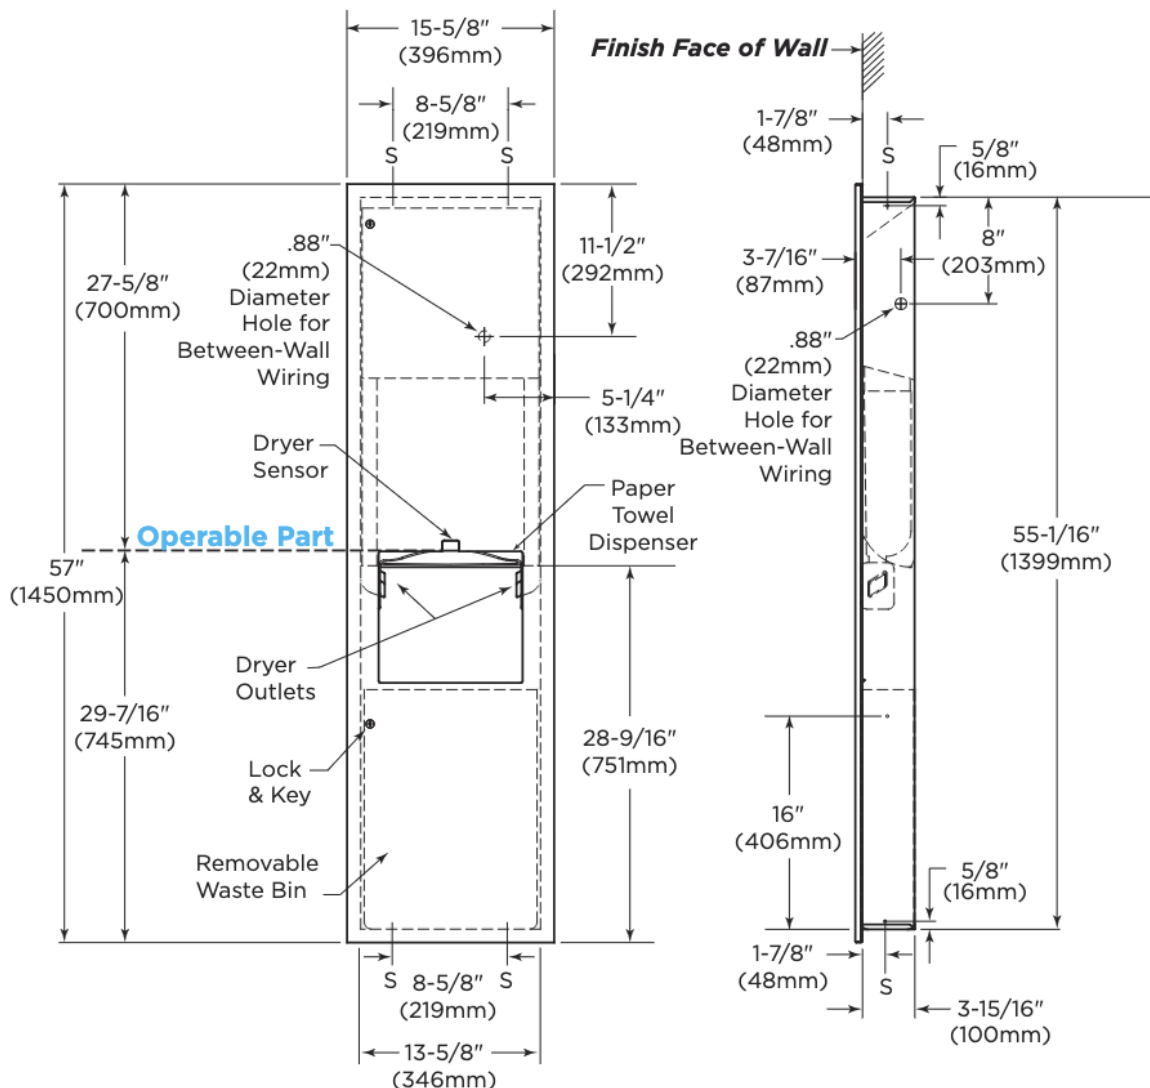 15-5/8"
(396mm)
8-5/8"
(219mm)
S
S
27-5/8"
(700mm)
.88"
(22mm)
Diameter
Hole for
Between-Wall
Wiring
11-1/2"
(292mm)
5-1/4"
(133mm)
Dryer
Sensor
Paper
Towel
Dispenser
Operable Part
57"
(1450mm)
Dryer
Outlets
29-7/16"
(745mm)
28-9/16"
(751mm)
Lock
& Key
Removable
Waste Bin
S
S
8-5/8"
(219mm)
13-5/8"
(346mm)
Finish Face of Wall
1-7/8"
(48mm)
S
5/8"
(16mm)
3-7/16"
(87mm)
8"
(203mm)
.88"
(22mm)
Diameter
Hole for
Between-Wall
Wiring
55-1/16"
(1399mm)
16"
(406mm)
5/8"
(16mm)
1-7/8"
(48mm)
S
3-15/16"
(100mm)